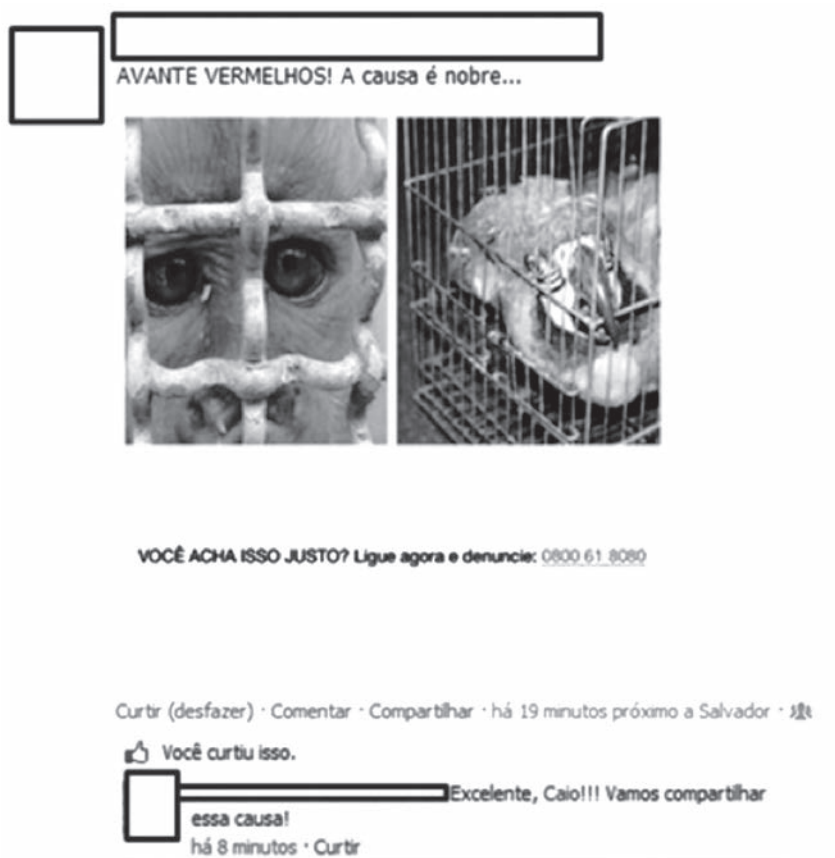 AVANTE VERMELHOS! A causa é nobre...
VOCÊ ACHA ISSO JUSTO? Ligue agora e denuncie: 0800 61 8080
Curtir (desfazer) · Comentar · Compartilhar · há 19 minutos próximo a Salvador ·
Você curtiu isso.
Excelente, Caio!!! Vamos compartilhar
essa causa!
há 8 minutos · Curtir